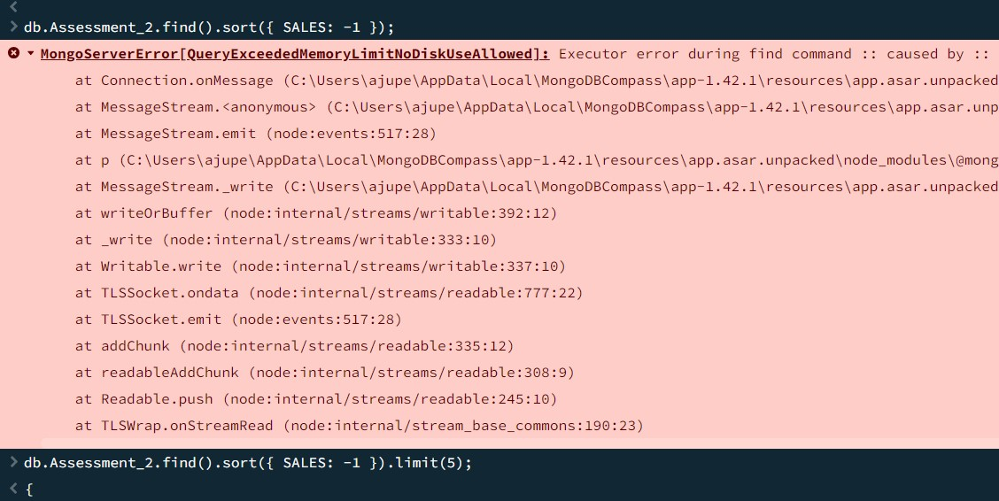 db.Assessment_2.find().sort({ SALES: -1 });
MongoServerError[QueryExceededMemoryLimitNoDiskUseAllowed]: Executor error during find command :: caused by ::
at Connection.onMessage (C:\Users\ajupe\AppData\Local\MongoDBCompass\app-1.42.1\resources\app.asar.unpacked
at MessageStream.<anonymous> (C:\Users\ajupe\AppData\Local\MongoDBCompass\app-1.42.1\resources\app.asar.unp
at MessageStream.emit (node:events:517:28)
at p (C:\Users\ajupe\AppData\Local\MongoDBCompass\app-1.42.1\resources\app.asar.unpacked\node_modules\@mong
at MessageStream._write (C:\Users\ajupe\AppData\Local\MongoDBCompass\app-1.42.1\resources\app.asar.unpacked
at writeOrBuffer (node:internal/streams/writable:392:12)
at _write (node:internal/streams/writable:333:10)
at Writable.write (node:internal/streams/writable:337:10)
at TLSSocket.ondata (node:internal/streams/readable:777:22)
at TLSSocket.emit (node:events:517:28)
at addChunk (node:internal/streams/readable:335:12)
at readableAddChunk (node:internal/streams/readable:308:9)
at Readable.push (node:internal/streams/readable:245:10)
at TLSWrap.onStreamRead (node:internal/stream_base_commons:190:23)
db.Assessment_2.find().sort({ SALES: -1 }).limit(5);
{